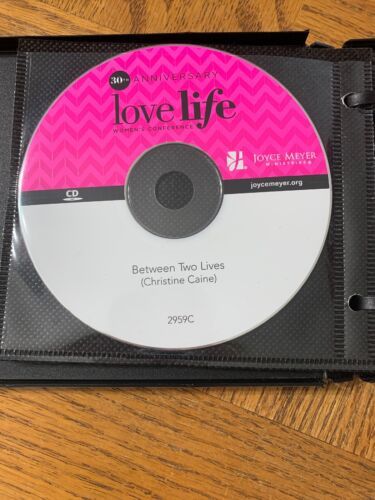 30TH ANNIVERSARY
love life
WOMEN'S CONFERENCE
JOYCE MEYER
MINISTRIES®
CD
joycemeyer.org
Between Two Lives
(Christine Caine)
2959C